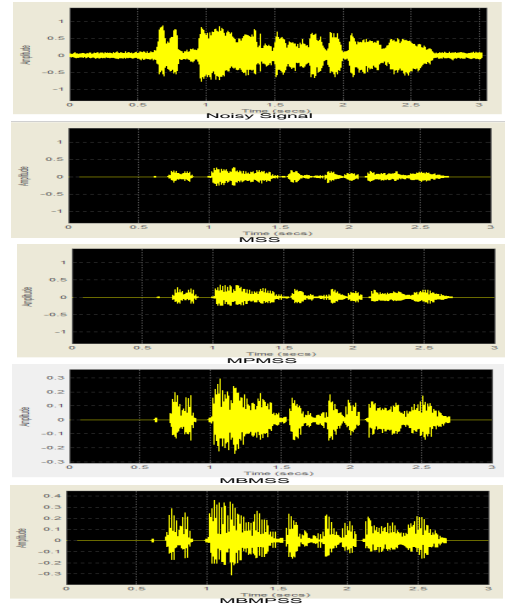 Amplitude
1
0.5
0
−0.5
−1
0 0.5 1 1.5 2 2.5 3
Time (secs)
Noisy Signal
Amplitude
1
0.5
0
−0.5
−1
0 0.5 1 1.5 2 2.5 3
Time (secs)
MSS
Amplitude
1
0.5
0
−0.5
−1
0 0.5 1 1.5 2 2.5 3
Time (secs)
MPMSS
Amplitude
0.3
0.2
0.1
0
−0.1
−0.2
−0.3
0 0.5 1 1.5 2 2.5 3
Time (secs)
MBMSS
Amplitude
0.4
0.3
0.2
0.1
0
−0.1
−0.2
−0.3
0 0.5 1 1.5 2 2.5 3
Time (secs)
MBMPSS